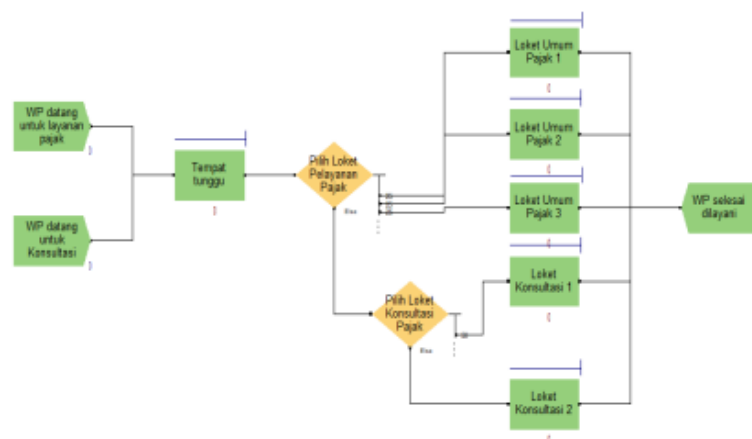 WP datang
untuk layanan
pajak
WP datang
untuk
Konsultasi
Tempat
tunggu
Pilih Loket
Pelayanan
Pajak
Else
Pilih Loket
Konsultasi
Pajak
Else
Loket Umum
Pajak 1
Loket Umum
Pajak 2
Loket Umum
Pajak 3
Loket
Konsultasi 1
Loket
Konsultasi 2
WP selesai
dilayani